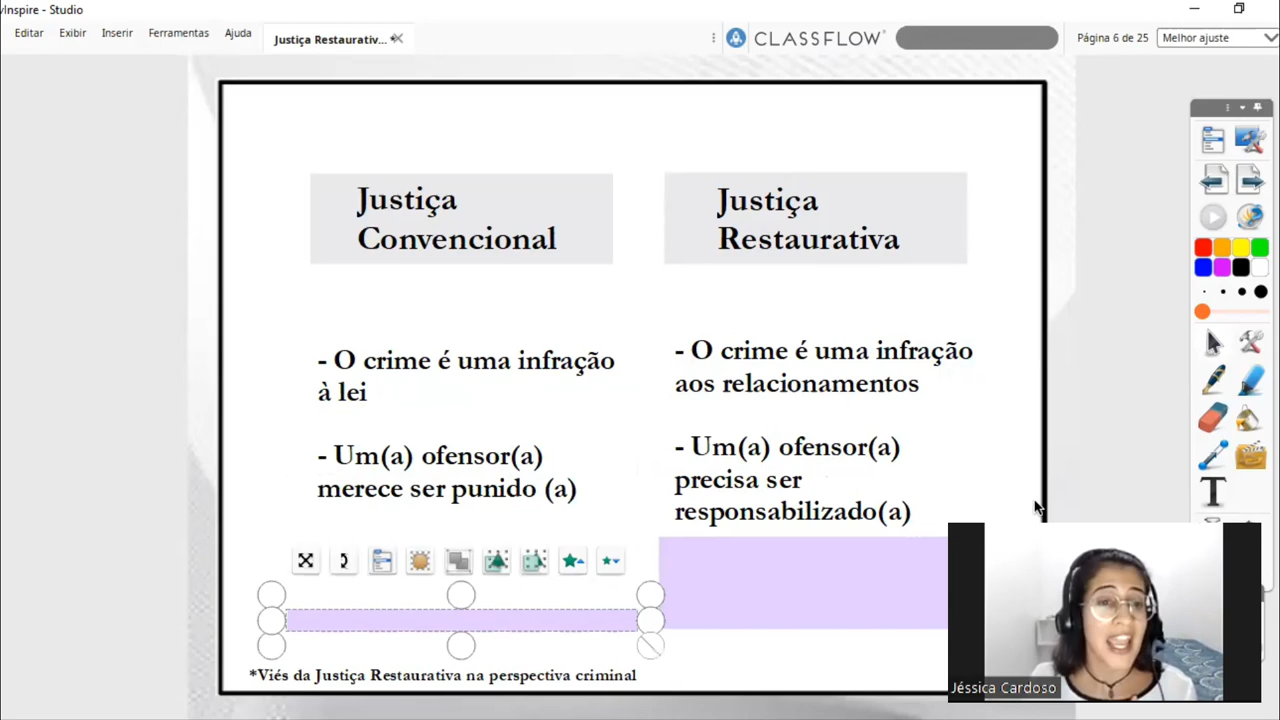 vInspire - Studio
Editar Exibir Inserir Ferramentas Ajuda
Justiça Restaurativ... *
CLASSFLOW
Página 6 de 25
Melhor ajuste
Justiça
Convencional
- O crime é uma infração
à lei
- Um(a) ofensor(a)
merece ser punido (a)
Justiça
Restaurativa
- O crime é uma infração
aos relacionamentos
- Um(a) ofensor(a)
precisa ser
responsabilizado(a)
*Viés da Justiça Restaurativa na perspectiva criminal
T
Jéssica Cardoso